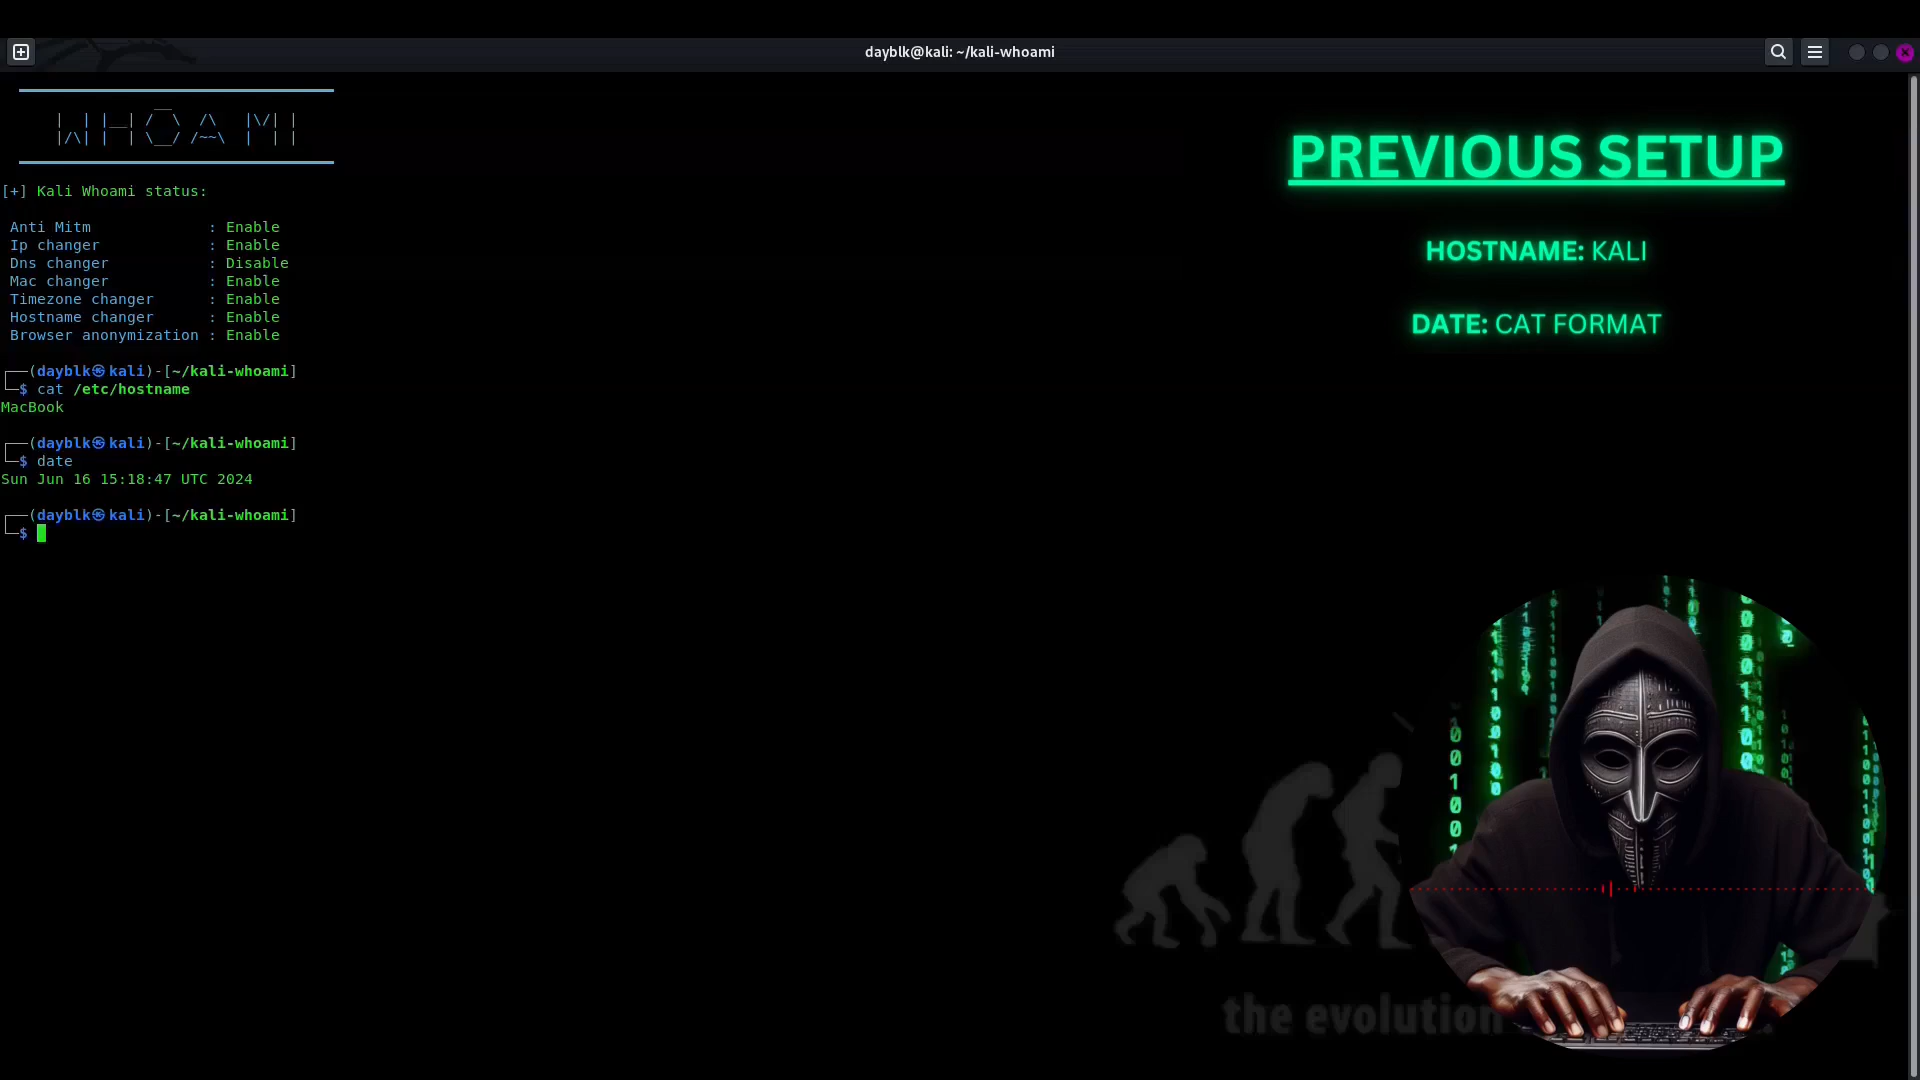 dayblk@kali: ~/kali-whoami
WHOAMI
[+] Kali Whoami status:
Anti Mitm : Enable
Ip changer : Enable
Dns changer : Disable
Mac changer : Enable
Timezone changer : Enable
Hostname changer : Enable
Browser anonymization : Enable
┌──(dayblk㉿kali)-[~/kali-whoami]
└─$ cat /etc/hostname
MacBook
┌──(dayblk㉿kali)-[~/kali-whoami]
└─$ date
Sun Jun 16 15:18:47 UTC 2024
┌──(dayblk㉿kali)-[~/kali-whoami]
└─$
PREVIOUS SETUP
HOSTNAME: KALI
DATE: CAT FORMAT
the evolution